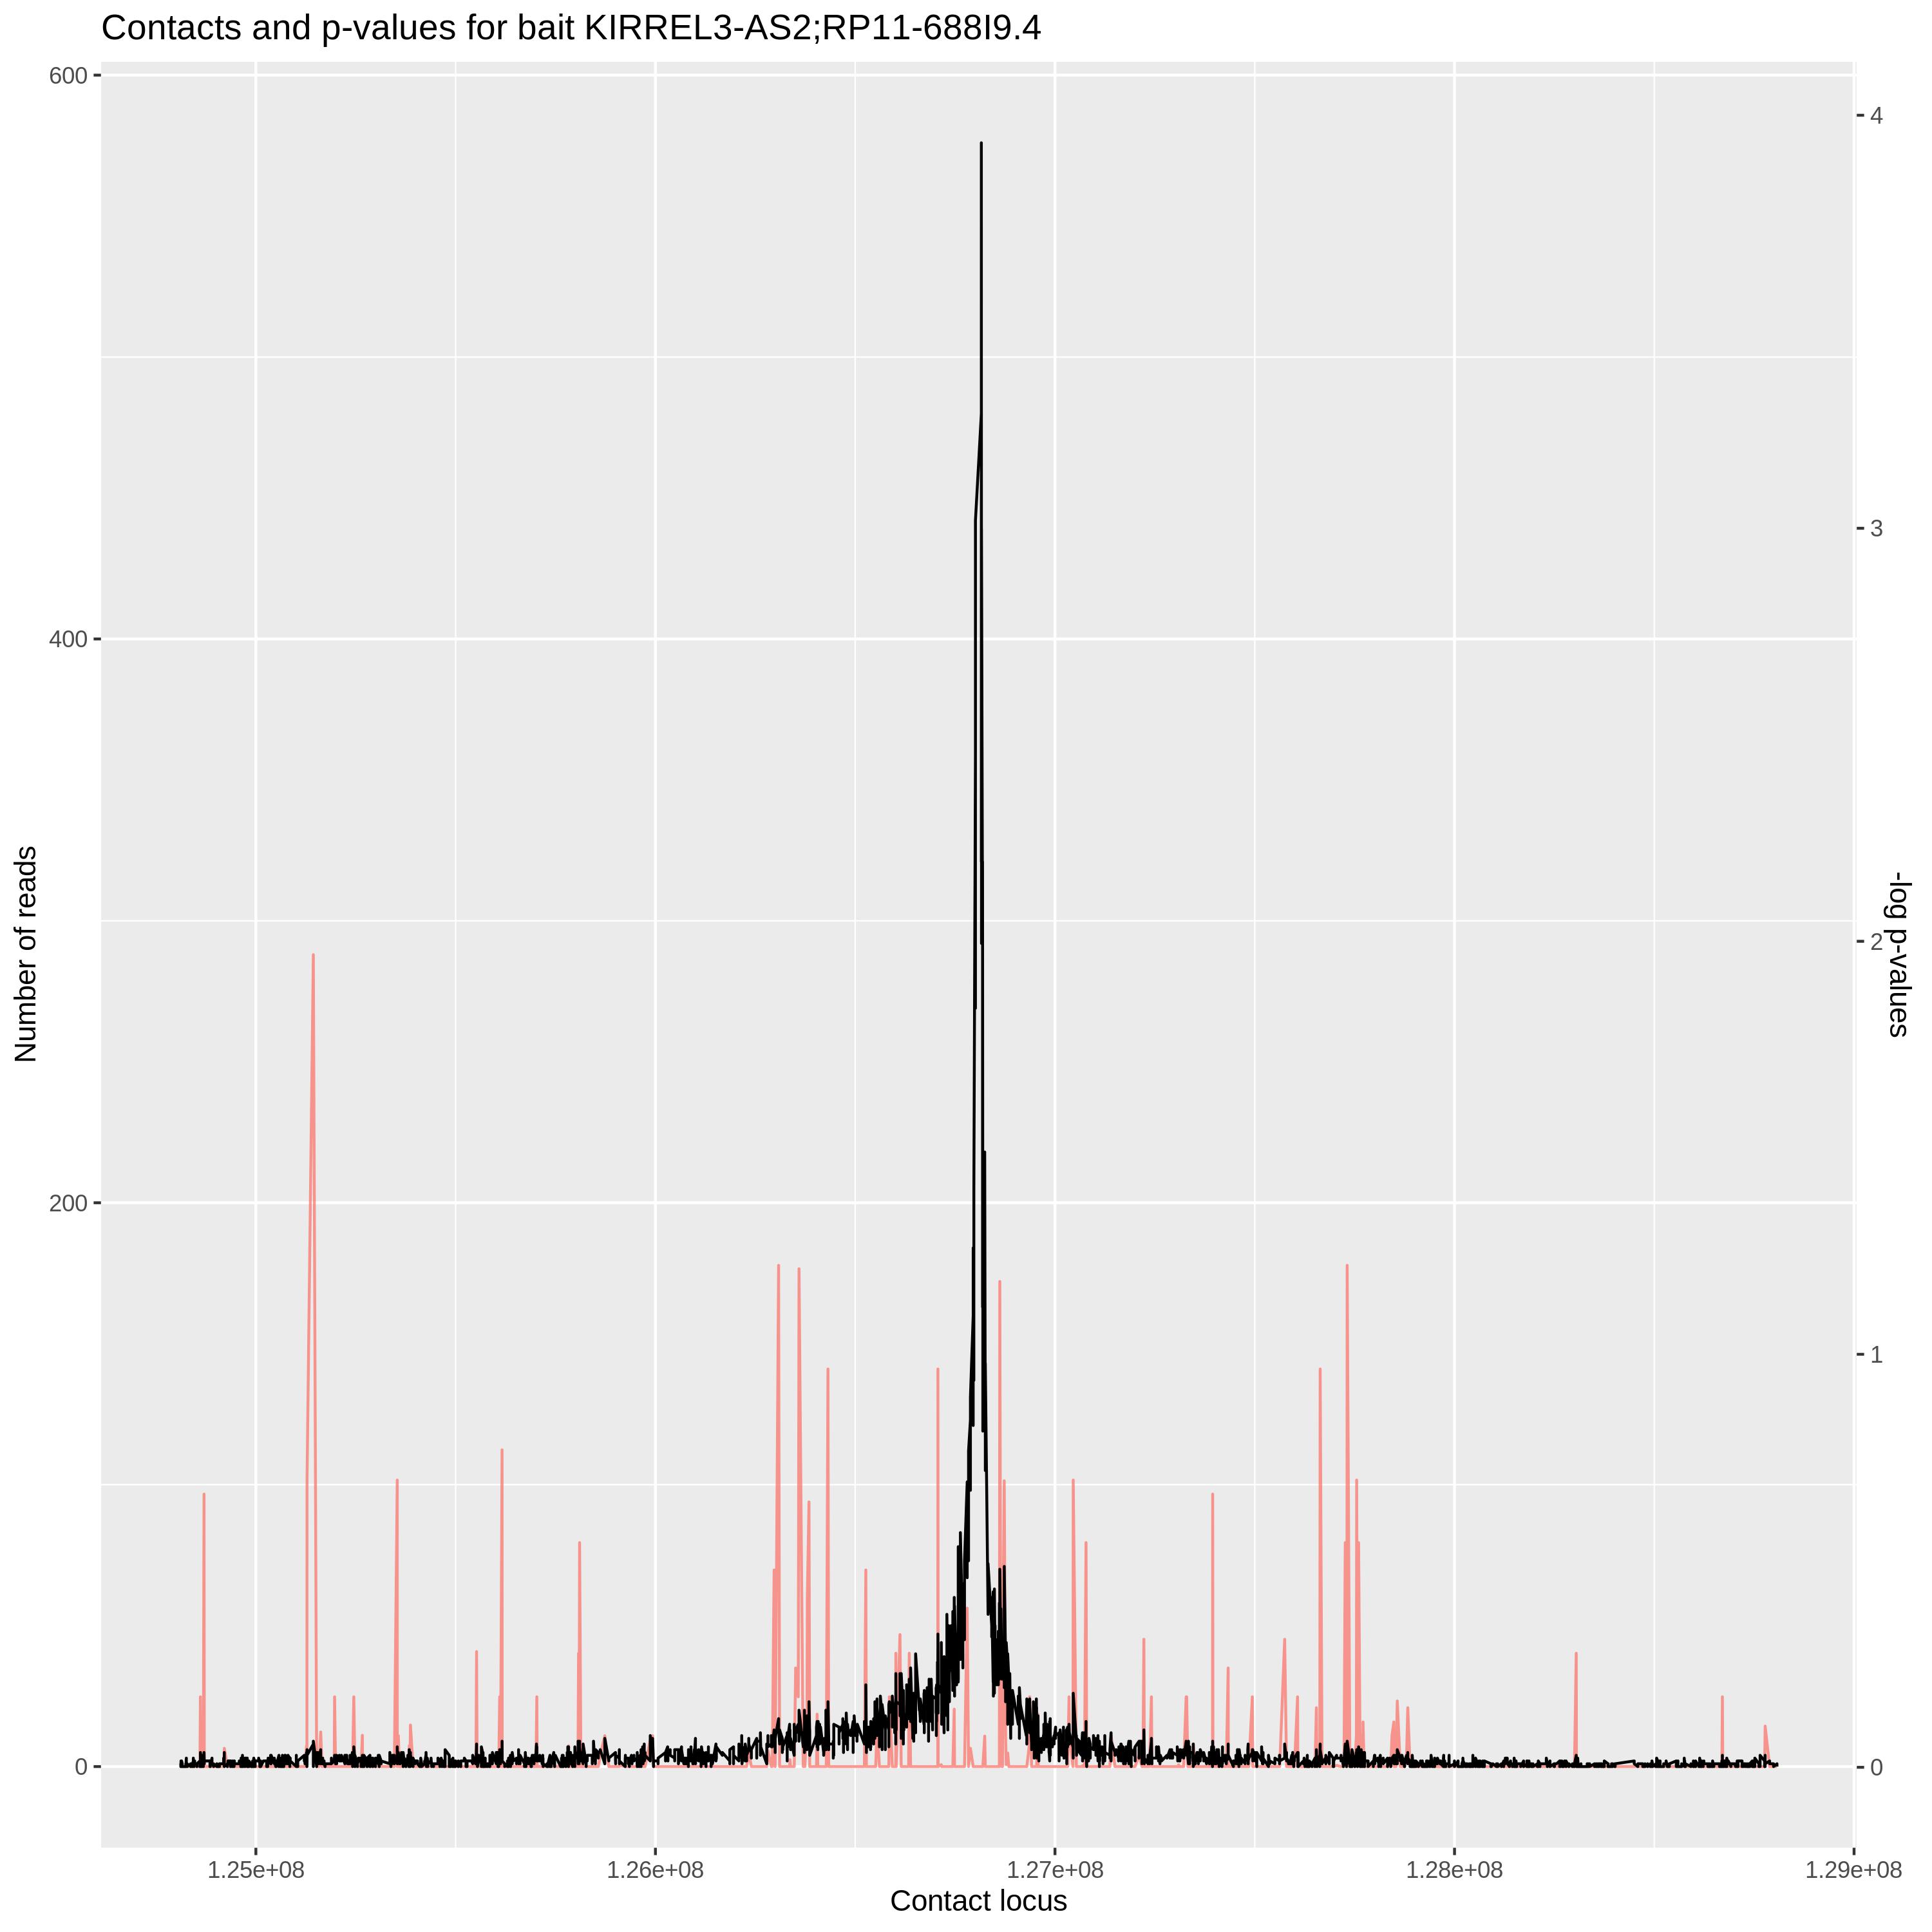 Contacts and p-values for bait KIRREL3-AS2;RP11-688I9.4
600
400
200
0
Number of reads
4
3
2
1
0
-log p-values
1.25e+08
1.26e+08
1.27e+08
1.28e+08
1.29e+08
Contact locus